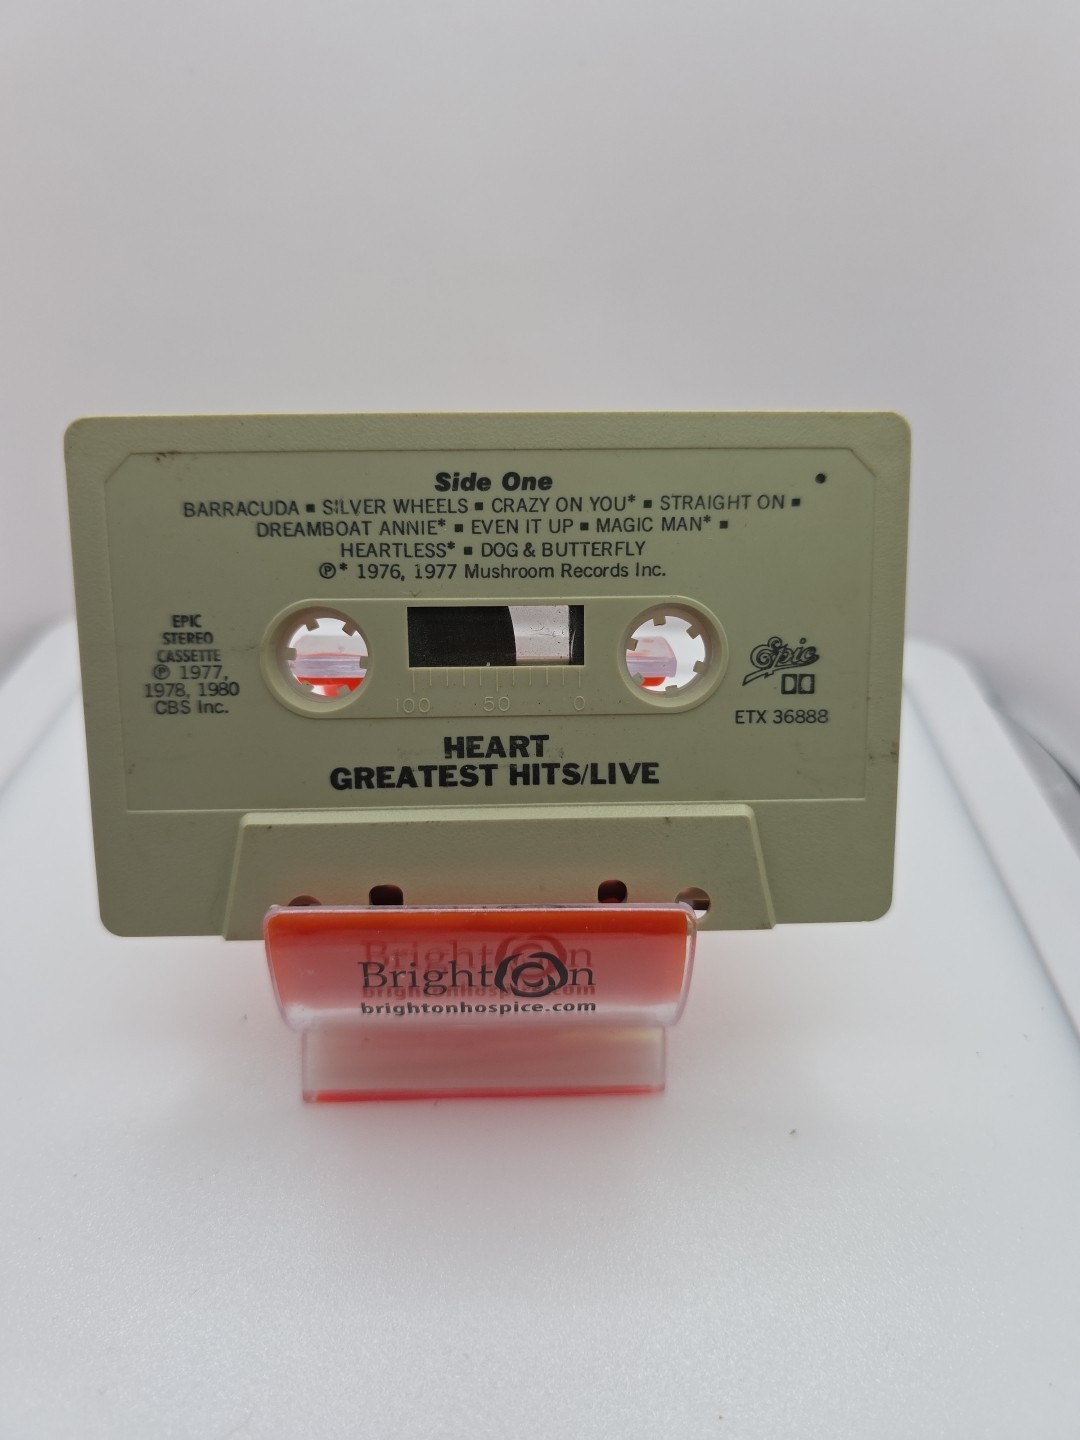 Side One
BARRACUDA ▪ SILVER WHEELS ▪ CRAZY ON YOU* ▪ STRAIGHT ON ▪
DREAMBOAT ANNIE* ▪ EVEN IT UP ▪ MAGIC MAN* ▪
HEARTLESS* ▪ DOG & BUTTERFLY
℗* 1976, 1977 Mushroom Records Inc.
EPIC
STEREO
CASSETTE
℗ 1977,
1978, 1980
CBS Inc.
Epic
ETX 36888
100 50 0
HEART
GREATEST HITS/LIVE
Brighton
brightonhospice.com